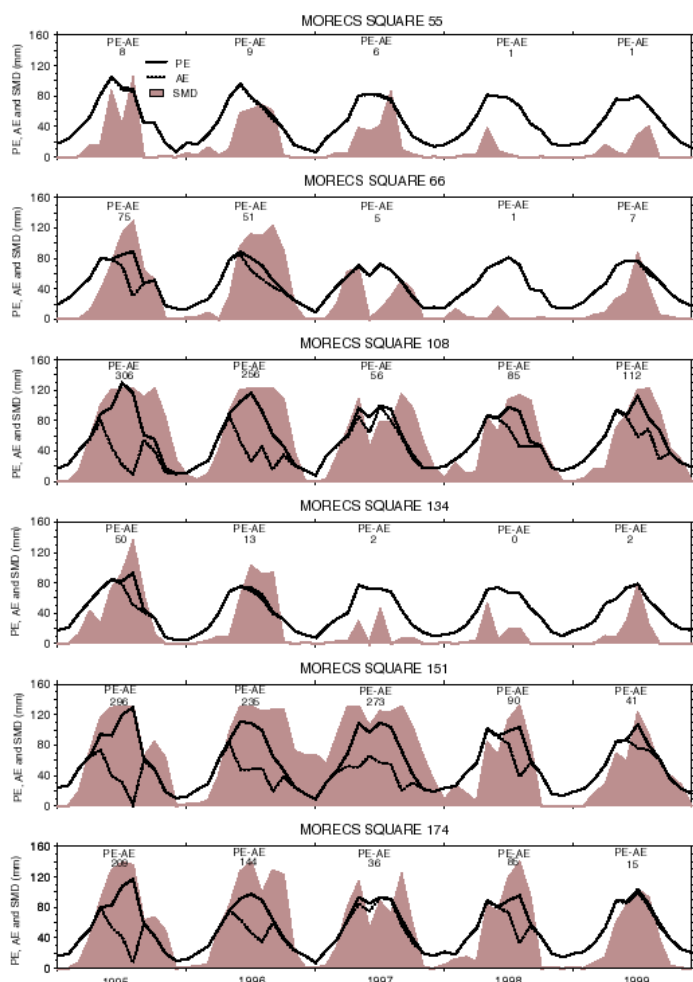 MORECS SQUARE 55
PE-AE PE-AE PE-AE PE-AE PE-AE
8 9 6 1 1
PE
AE
SMD
PE, AE and SMD (mm)
160
120
80
40
0
MORECS SQUARE 66
PE-AE PE-AE PE-AE PE-AE PE-AE
75 51 5 1 7
PE, AE and SMD (mm)
160
120
80
40
0
MORECS SQUARE 108
PE-AE PE-AE PE-AE PE-AE PE-AE
306 256 56 85 112
PE, AE and SMD (mm)
160
120
80
40
0
MORECS SQUARE 134
PE-AE PE-AE PE-AE PE-AE PE-AE
50 13 2 0 2
PE, AE and SMD (mm)
160
120
80
40
0
MORECS SQUARE 151
PE-AE PE-AE PE-AE PE-AE PE-AE
296 235 273 90 41
PE, AE and SMD (mm)
160
120
80
40
0
MORECS SQUARE 174
PE-AE PE-AE PE-AE PE-AE PE-AE
209 144 36 85 15
PE, AE and SMD (mm)
160
120
80
40
0
1995 1996 1997 1998 1999